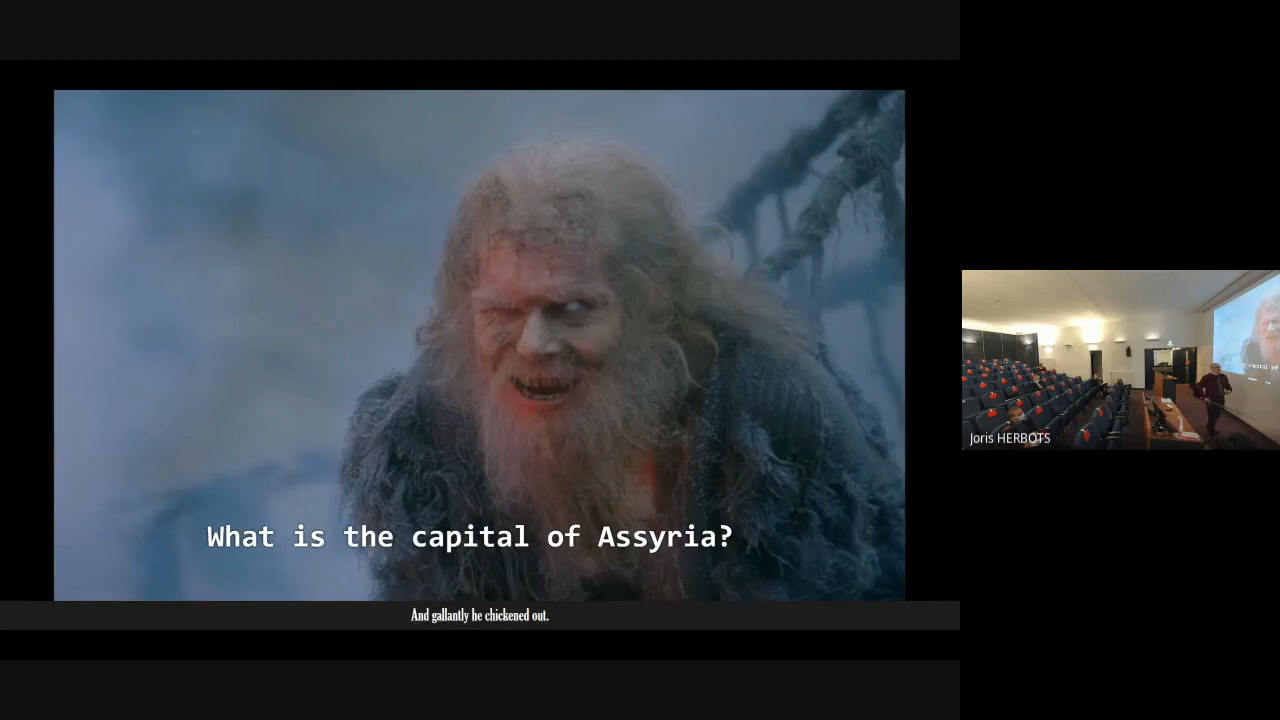 What is the capital of Assyria?
And gallantly he chickened out.
Joris HERBOTS